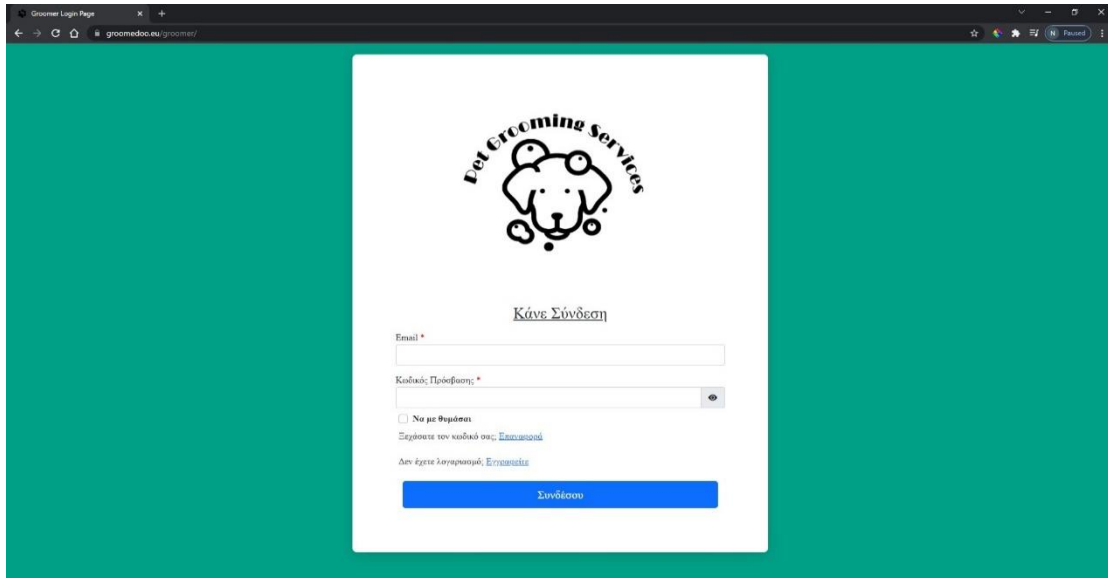 Groomer Login Page
groomedoo.eu/groomer/
N Paused
Pet Grooming Services
Κάνε Σύνδεση
Email *
Κωδικός Πρόσβασης *
Να με θυμάσαι
Ξεχάσατε τον κωδικό σας; Επαναφορά
Δεν έχετε λογαριασμό; Εγγραφείτε
Συνδέσου